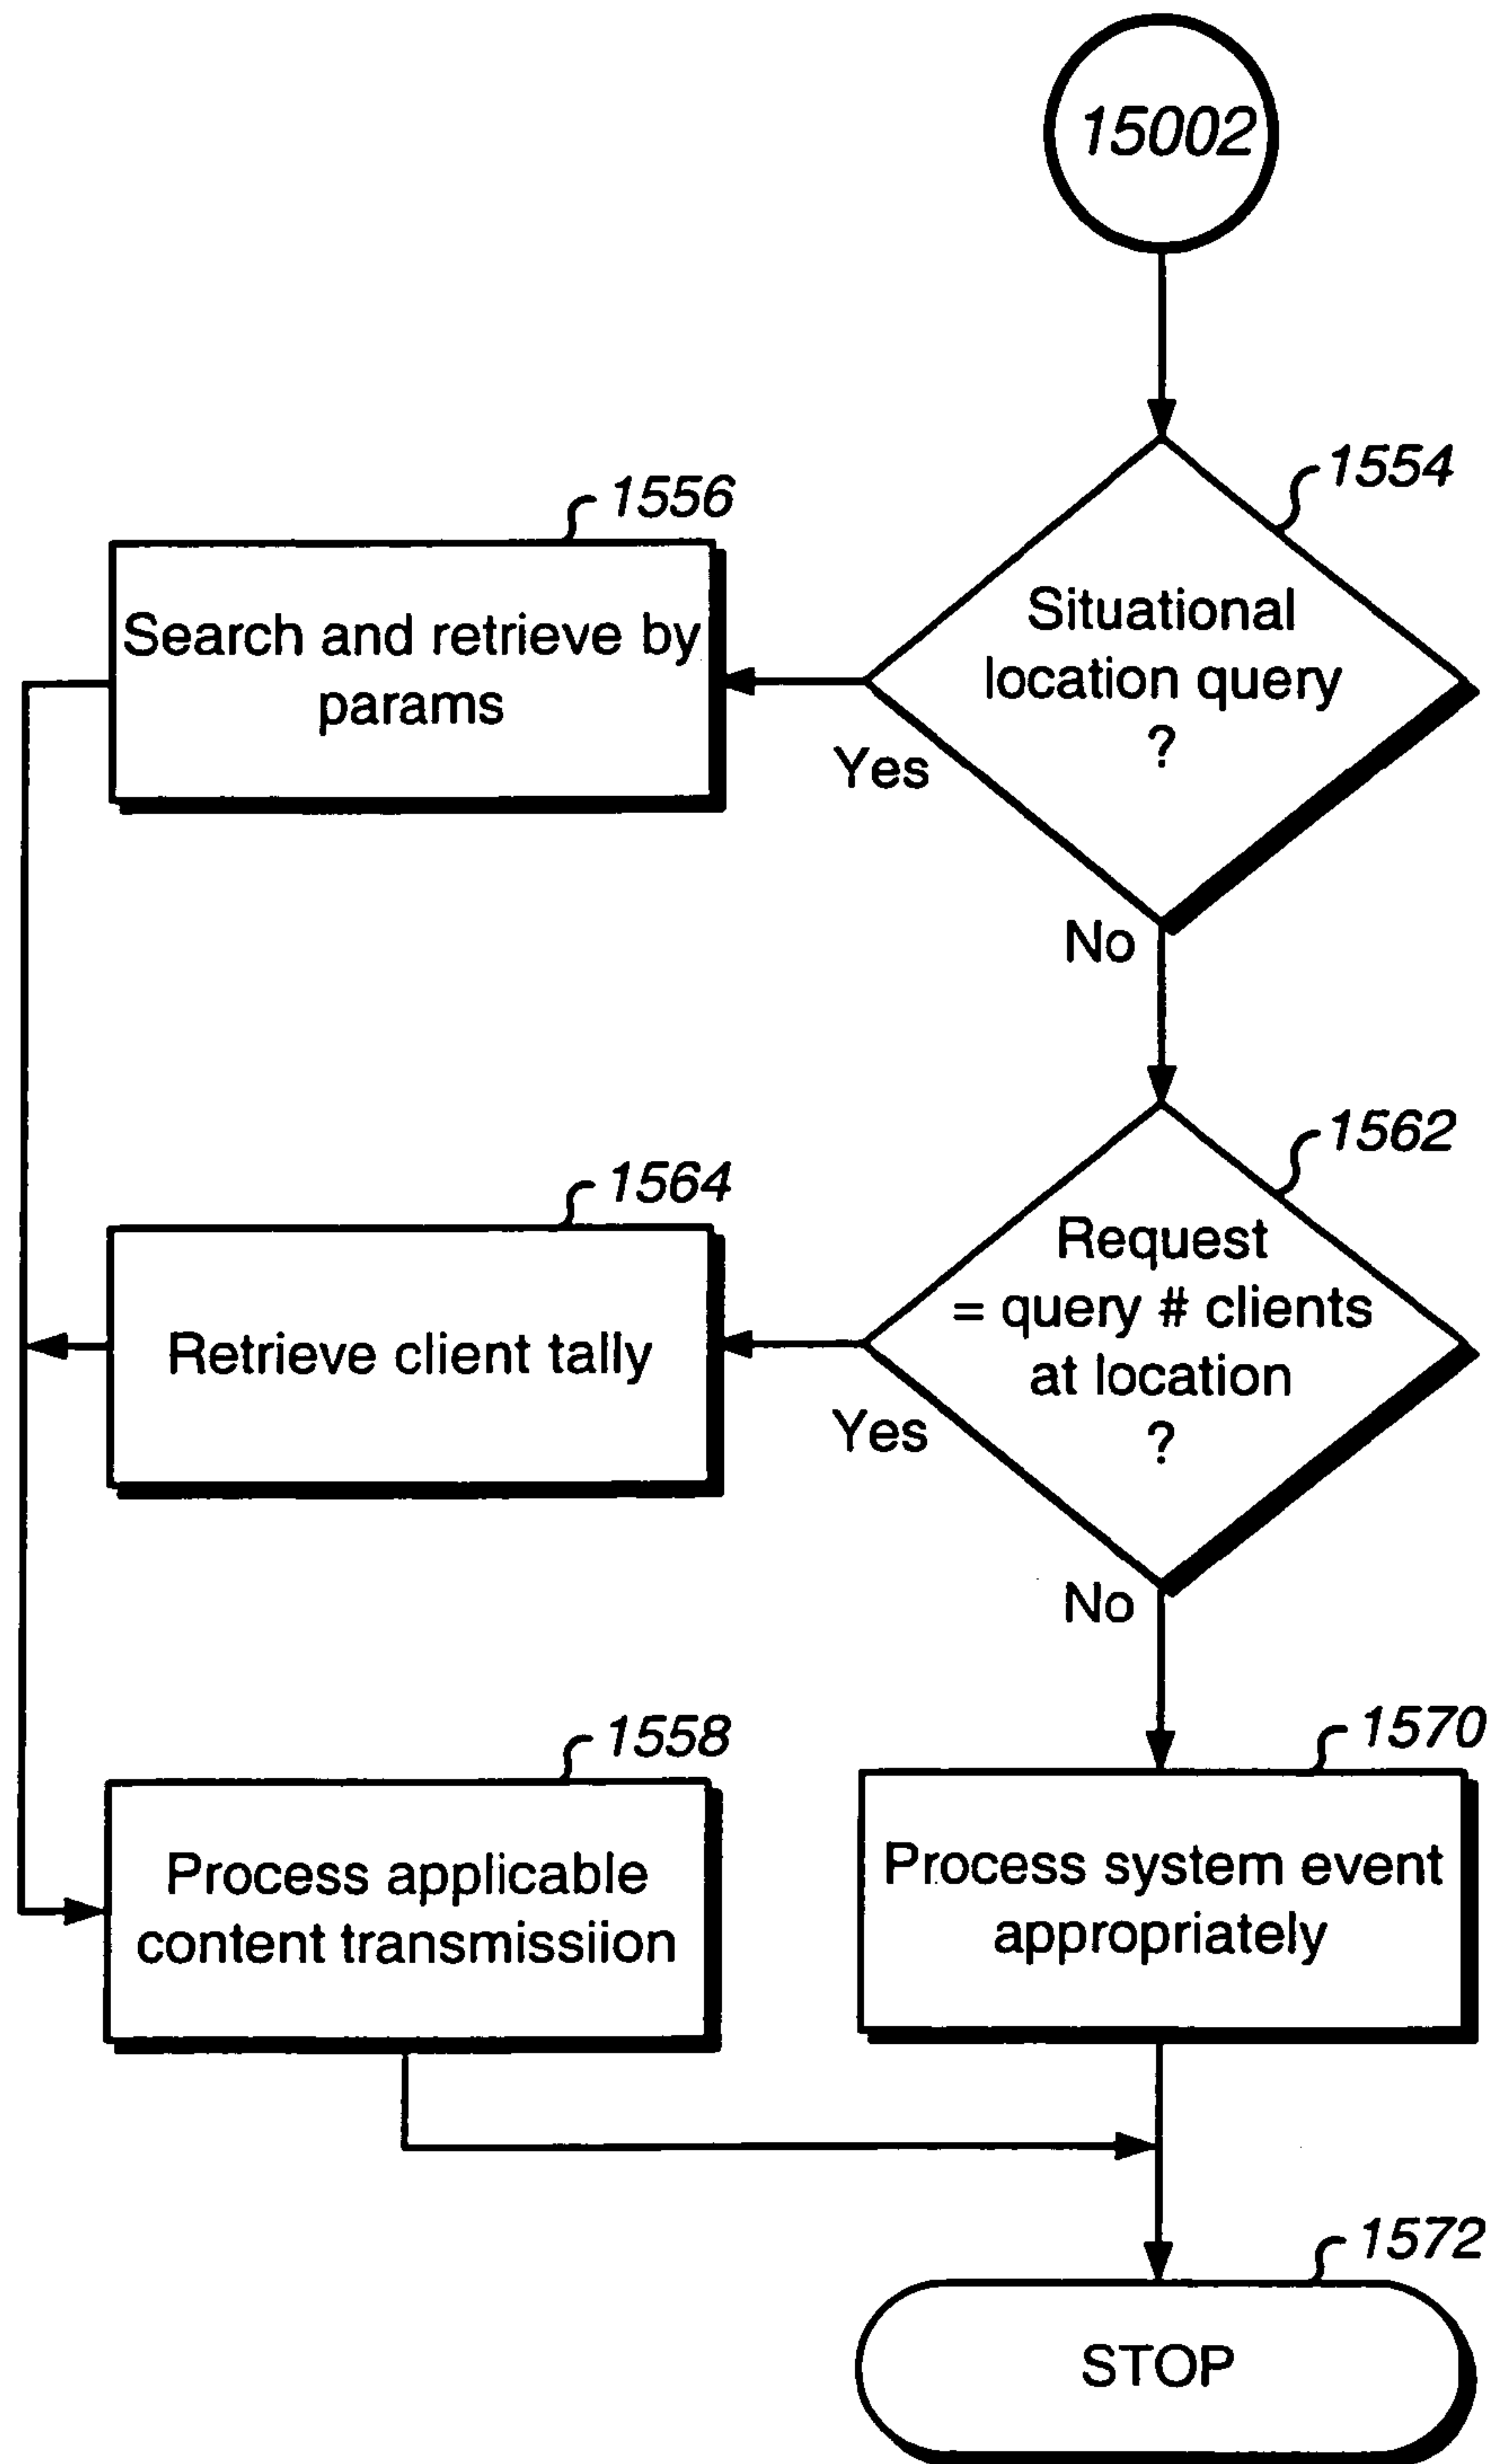 15002
1554
Situational
location query
?
Yes
No
1556
Search and retrieve by
params
1562
Request
= query # clients
at location
?
Yes
No
1564
Retrieve client tally
1558
Process applicable
content transmissiion
1570
Process system event
appropriately
1572
STOP